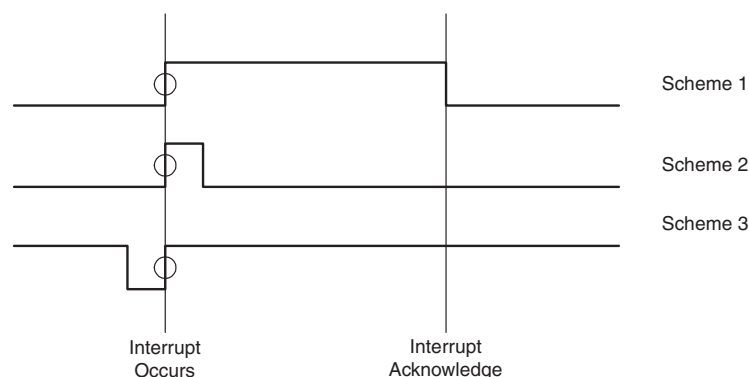 Scheme 1
Scheme 2
Scheme 3
Interrupt
Occurs
Interrupt
Acknowledge